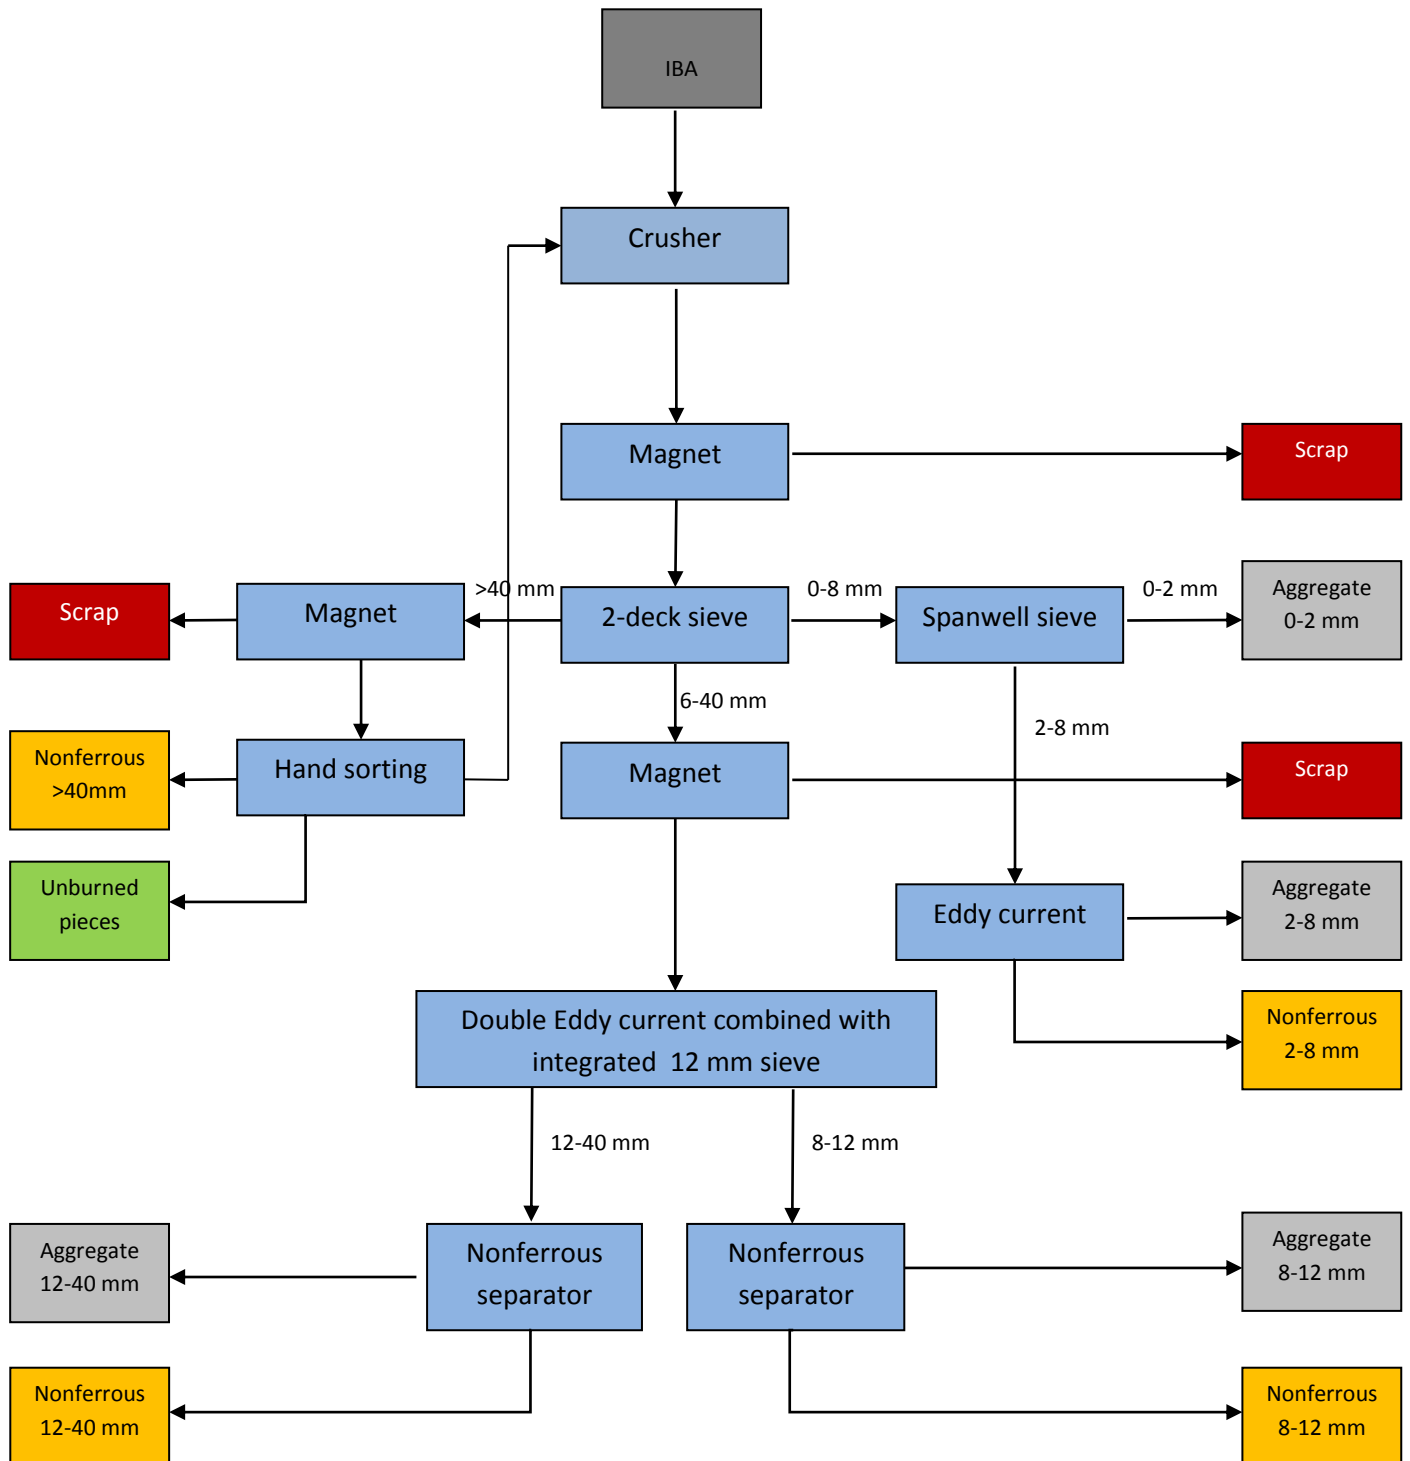 IBA
Crusher
Magnet
Scrap
Scrap
Magnet
>40 mm
2-deck sieve
0-8 mm
Spanwell sieve
0-2 mm
Aggregate
0-2 mm
6-40 mm
2-8 mm
Nonferrous
>40mm
Hand sorting
Magnet
Scrap
Unburned
pieces
Eddy current
Aggregate
2-8 mm
Double Eddy current combined with
integrated  12 mm sieve
Nonferrous
2-8 mm
12-40 mm
8-12 mm
Aggregate
12-40 mm
Nonferrous
separator
Nonferrous
separator
Aggregate
8-12 mm
Nonferrous
12-40 mm
Nonferrous
8-12 mm